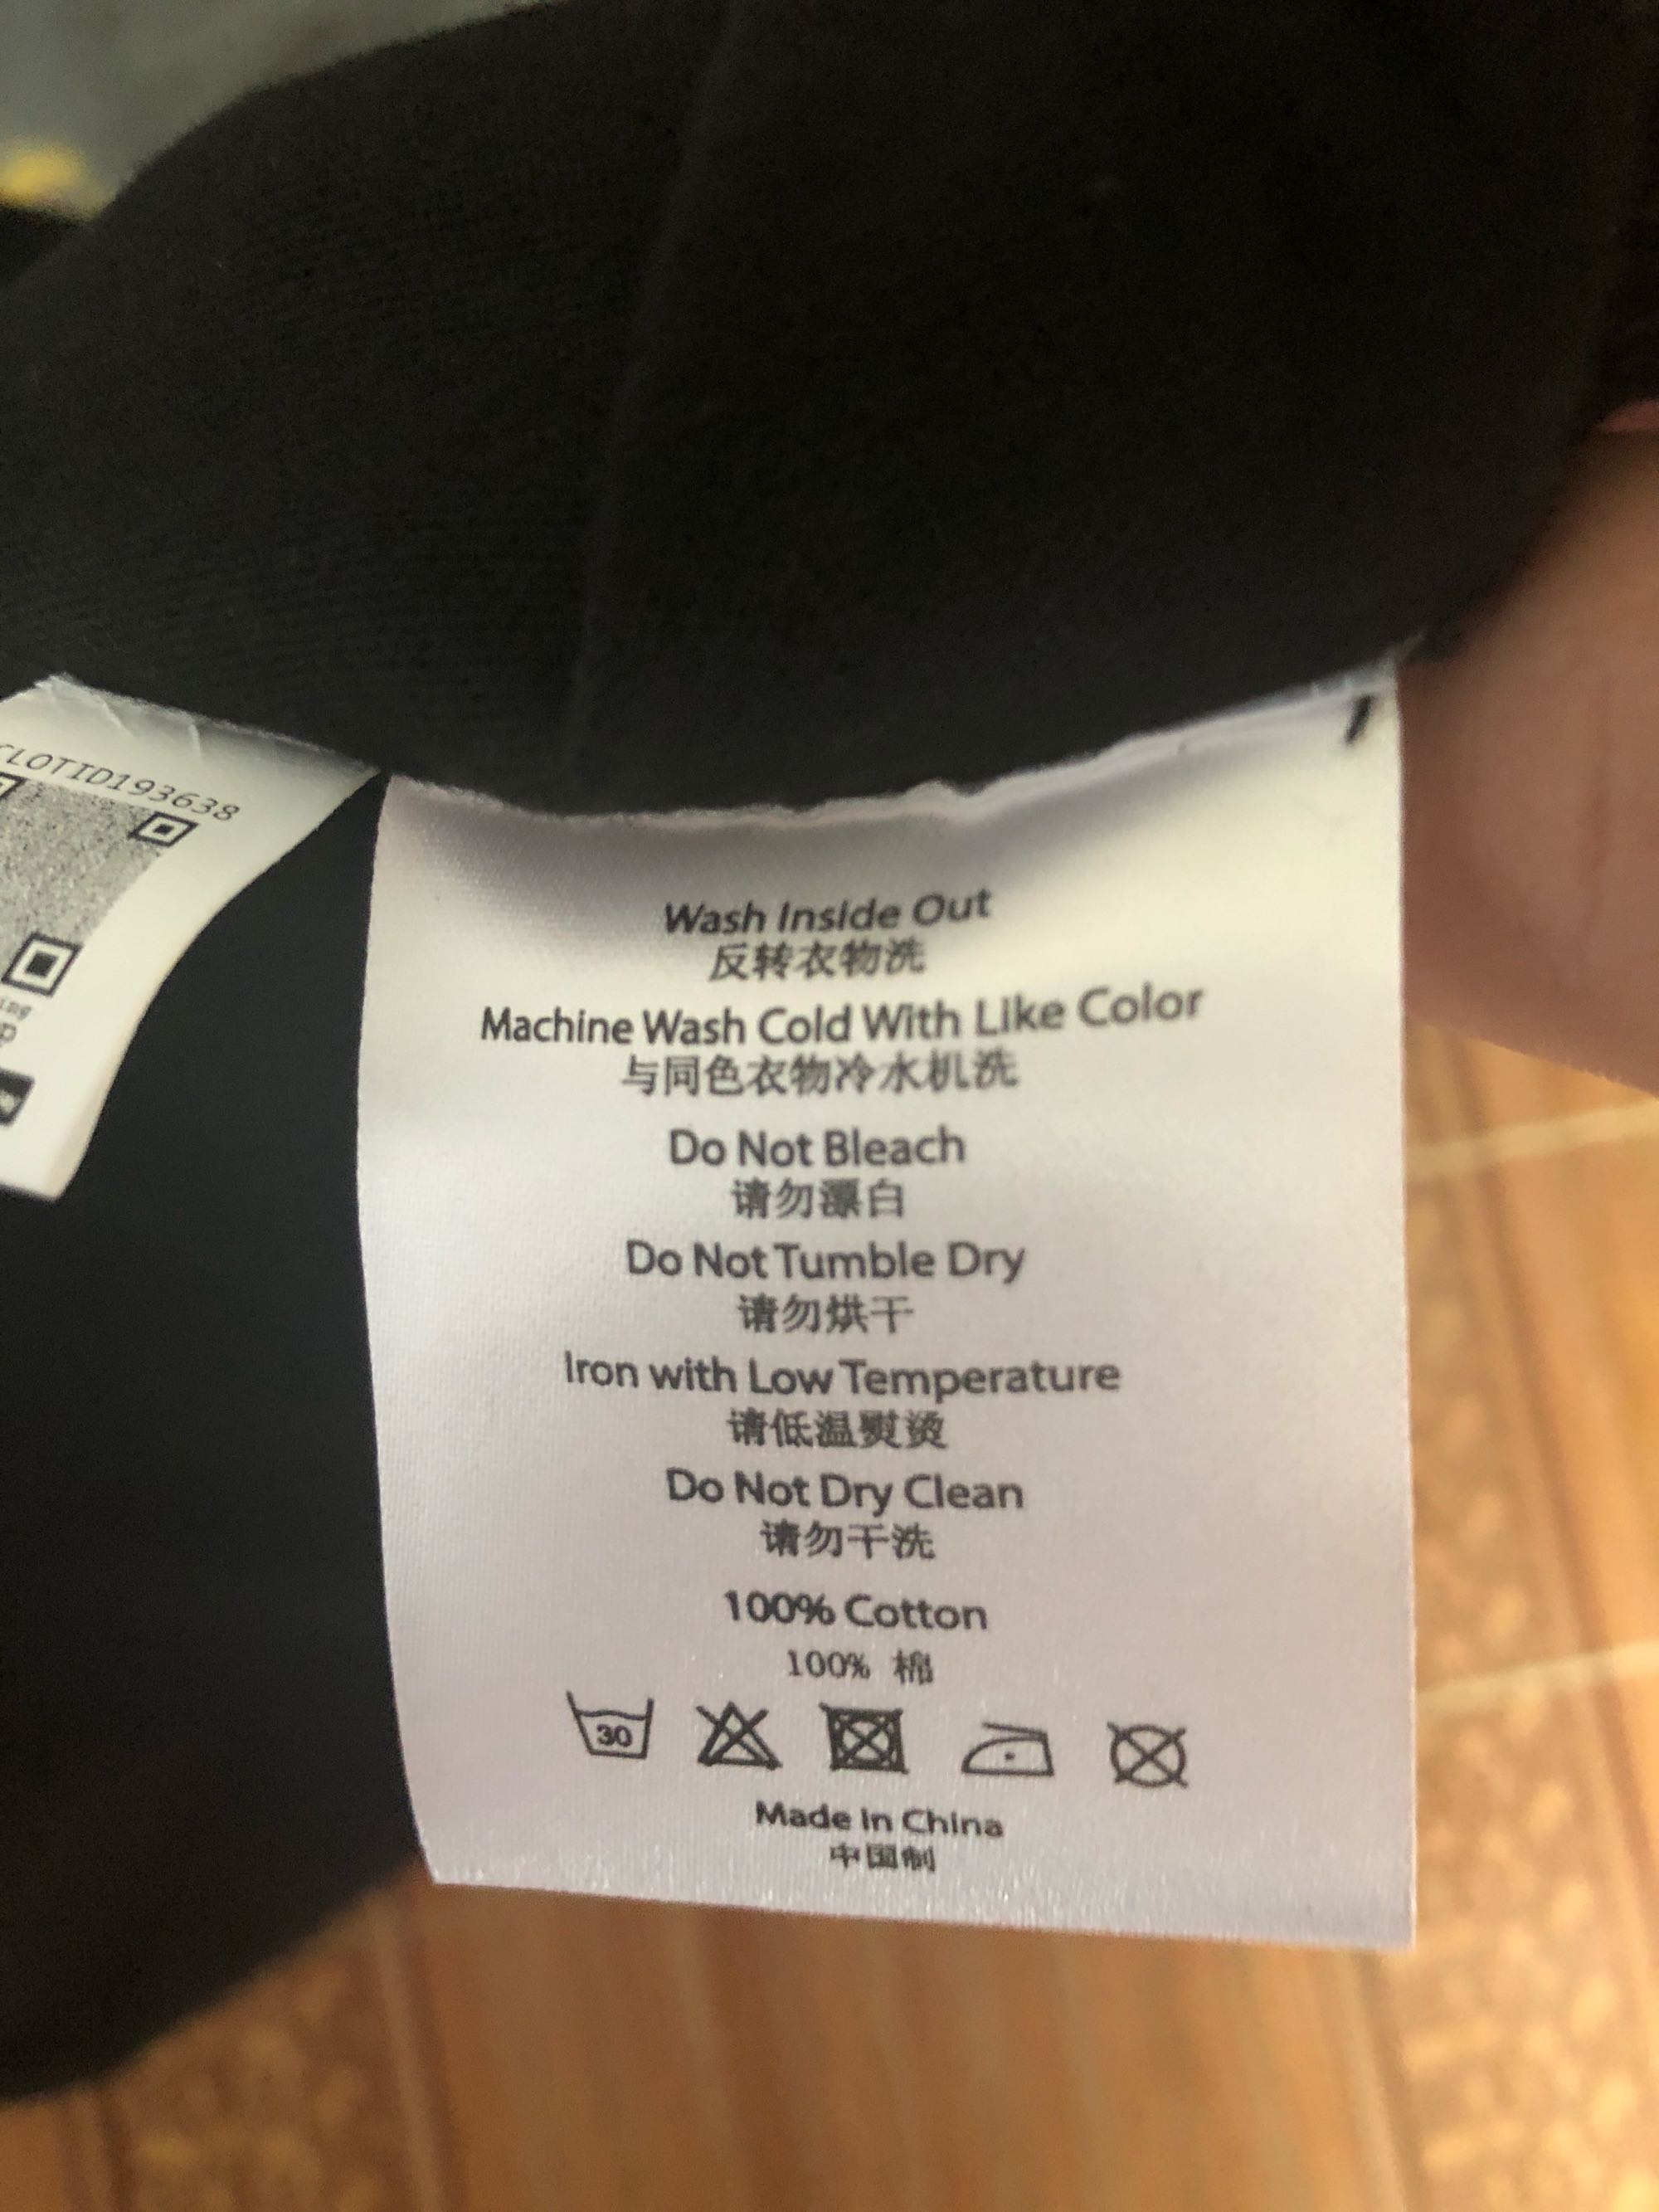 CLOTID193638
ing
p
Wash Inside Out
反转衣物洗
Machine Wash Cold With Like Color
与同色衣物冷水机洗
Do Not Bleach
请勿漂白
Do Not Tumble Dry
请勿烘干
Iron with Low Temperature
请低温熨烫
Do Not Dry Clean
请勿干洗
100% Cotton
100% 棉
30
Made in China
中国制